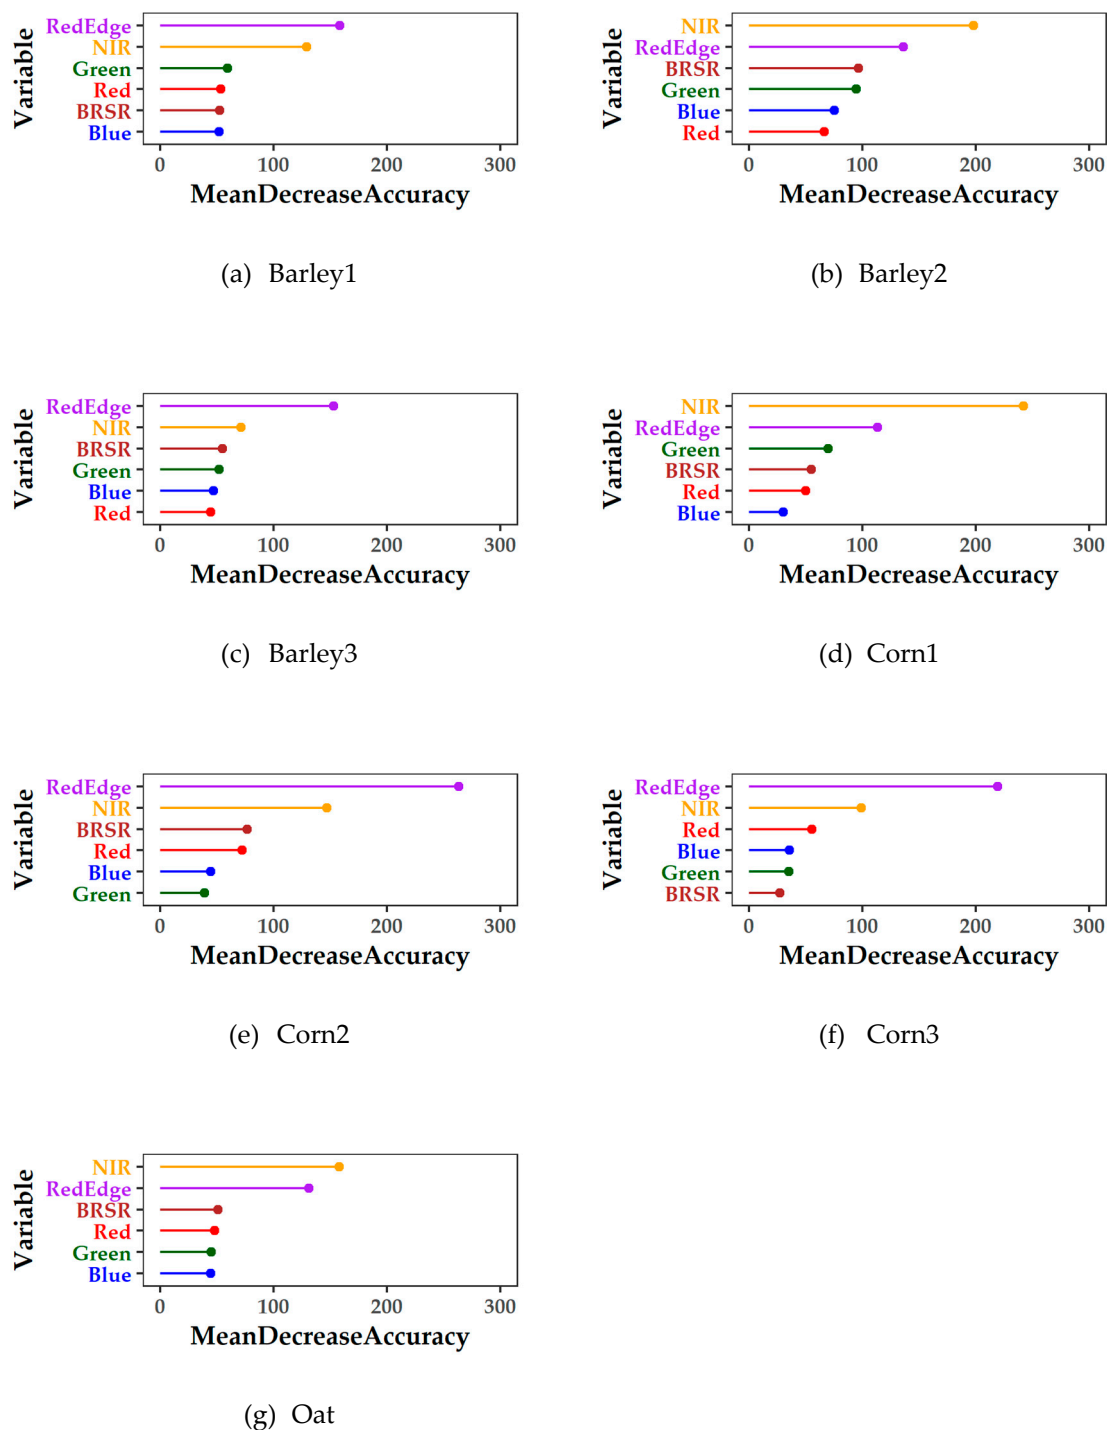 Variable
RedEdge
NIR
Green
Red
BRSR
Blue
0 100 200 300
MeanDecreaseAccuracy
(a) Barley1
Variable
NIR
RedEdge
BRSR
Green
Blue
Red
0 100 200 300
MeanDecreaseAccuracy
(b) Barley2
Variable
RedEdge
NIR
BRSR
Green
Blue
Red
0 100 200 300
MeanDecreaseAccuracy
(c) Barley3
Variable
NIR
RedEdge
Green
BRSR
Red
Blue
0 100 200 300
MeanDecreaseAccuracy
(d) Corn1
Variable
RedEdge
NIR
BRSR
Red
Blue
Green
0 100 200 300
MeanDecreaseAccuracy
(e) Corn2
Variable
RedEdge
NIR
Red
Blue
Green
BRSR
0 100 200 300
MeanDecreaseAccuracy
(f) Corn3
Variable
NIR
RedEdge
BRSR
Red
Green
Blue
0 100 200 300
MeanDecreaseAccuracy
(g) Oat